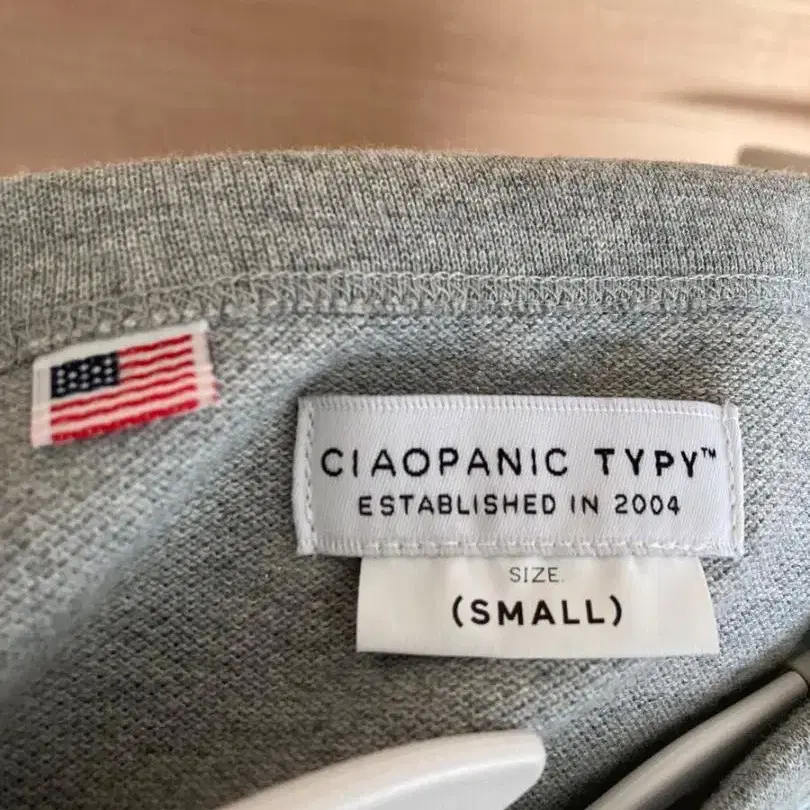 CIAOPANIC TYPY™
ESTABLISHED IN 2004
SIZE.
(SMALL)